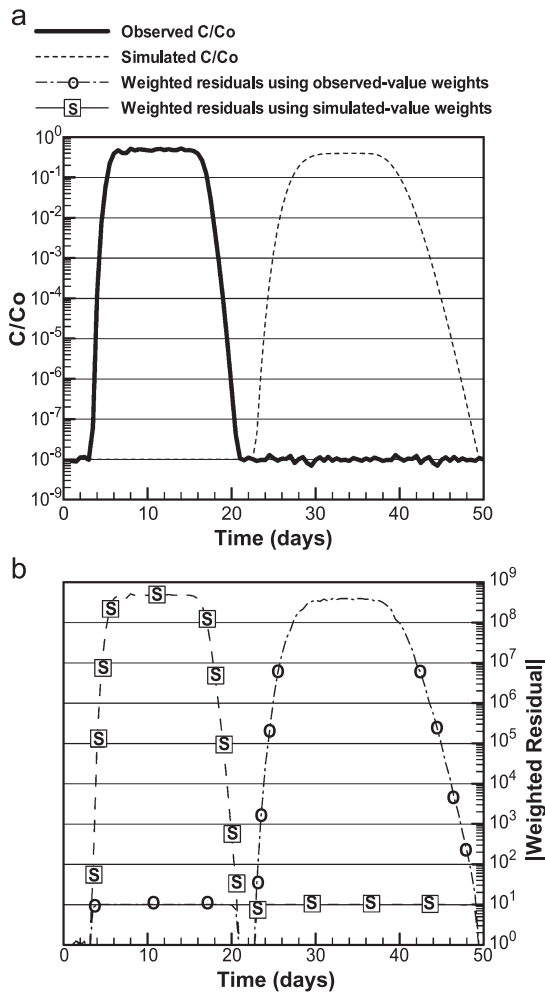 a
Observed C/Co
Simulated C/Co
O Weighted residuals using observed-value weights
S Weighted residuals using simulated-value weights
10^0
10^-1
10^-2
10^-3
10^-4
10^-5
10^-6
10^-7
10^-8
10^-9
C/Co
0 10 20 30 40 50
Time (days)
b
10^9
10^8
10^7
10^6
10^5
10^4
10^3
10^2
10^1
10^0
|Weighted Residual|
S S S S S S S S S S S S S S S
O O O O O O O O O O O
0 10 20 30 40 50
Time (days)